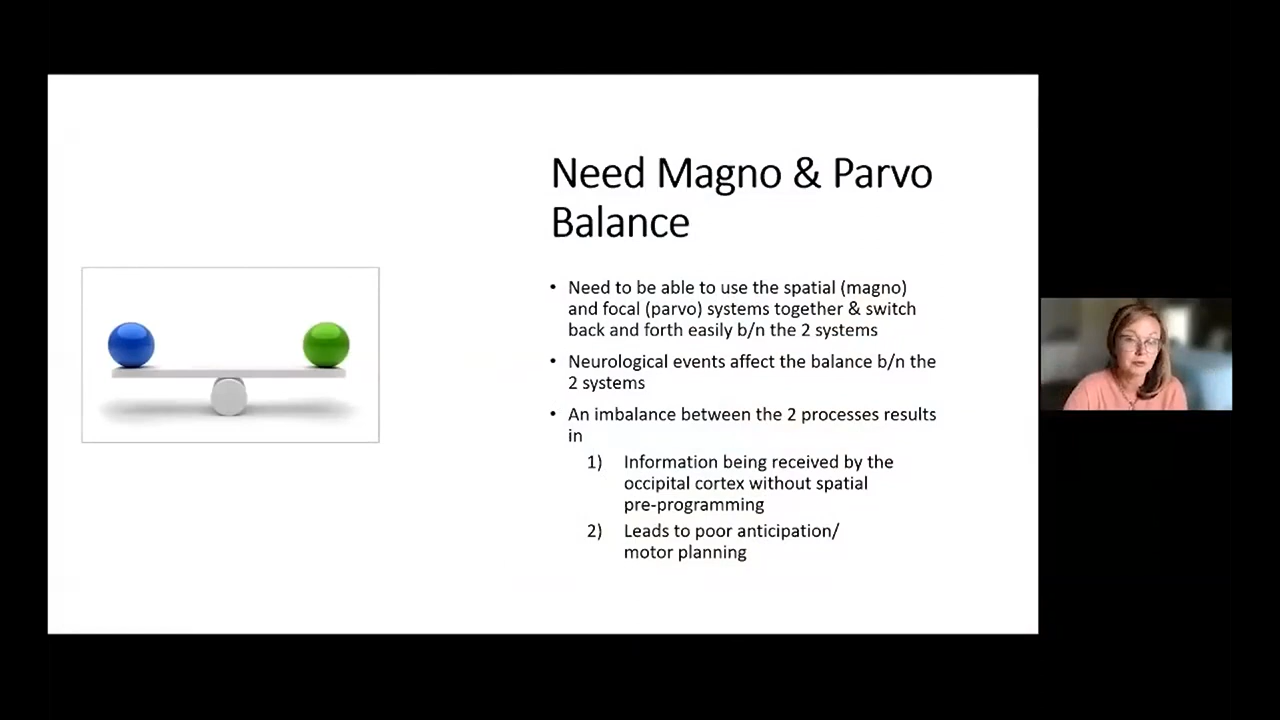 Need Magno & Parvo
Balance
• Need to be able to use the spatial (magno)
and focal (parvo) systems together & switch
back and forth easily b/n the 2 systems
• Neurological events affect the balance b/n the
2 systems
• An imbalance between the 2 processes results
in
1) Information being received by the
occipital cortex without spatial
pre-programming
2) Leads to poor anticipation/
motor planning